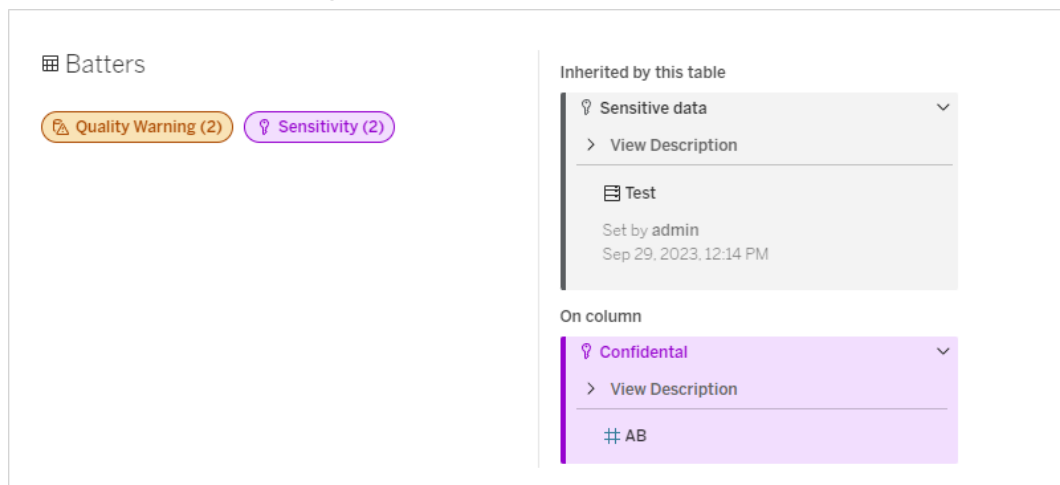 Batters
Quality Warning (2)
Sensitivity (2)
Inherited by this table
Sensitive data
View Description
Test
Set by admin
Sep 29, 2023, 12:14 PM
On column
Confidental
View Description
AB